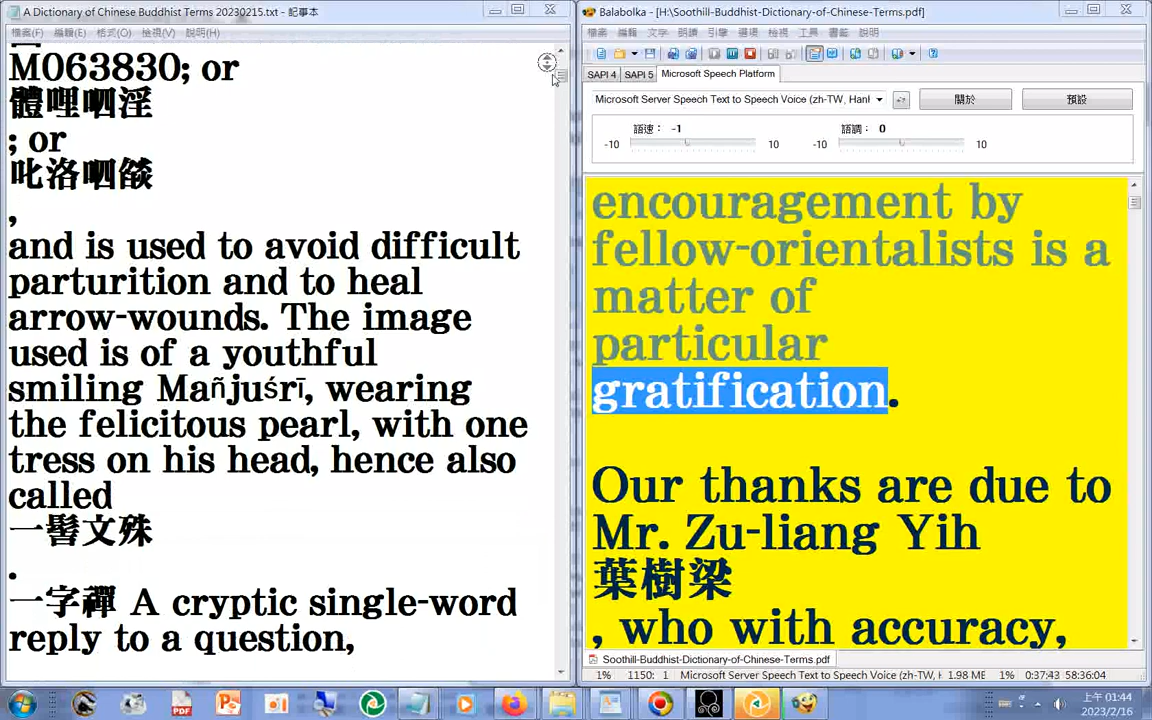 A Dictionary of Chinese Buddhist Terms 20230215.txt - 記事本
檔案(F) 編輯(E) 格式(O) 檢視(V) 說明(H)
M063830; or
體哩呬淫
; or
叱洛呬燄
,
and is used to avoid difficult
parturition and to heal
arrow-wounds. The image
used is of a youthful
smiling Mañjuśrī, wearing
the felicitous pearl, with one
tress on his head, hence also
called
一髻文殊
.
一字禪 A cryptic single-word
reply to a question,
Balabolka - [H:\Soothill-Buddhist-Dictionary-of-Chinese-Terms.pdf]
檔案 編輯 文字 朗讀 引擎 選項 檢視 工具 書籤 說明
SAPI 4 SAPI 5 Microsoft Speech Platform
Microsoft Server Speech Text to Speech Voice (zh-TW, Hanl
關於
預設
語速： -1
語調： 0
-10 10 -10 10
encouragement by
fellow-orientalists is a
matter of
particular
gratification.
Our thanks are due to
Mr. Zu-liang Yih
葉樹梁
, who with accuracy,
Soothill-Buddhist-Dictionary-of-Chinese-Terms.pdf
1% 1150: 1 Microsoft Server Speech Text to Speech Voice (zh-TW, H 1.98 MB 1% 0:37:43 58:36:04
上午 01:44
2023/2/16